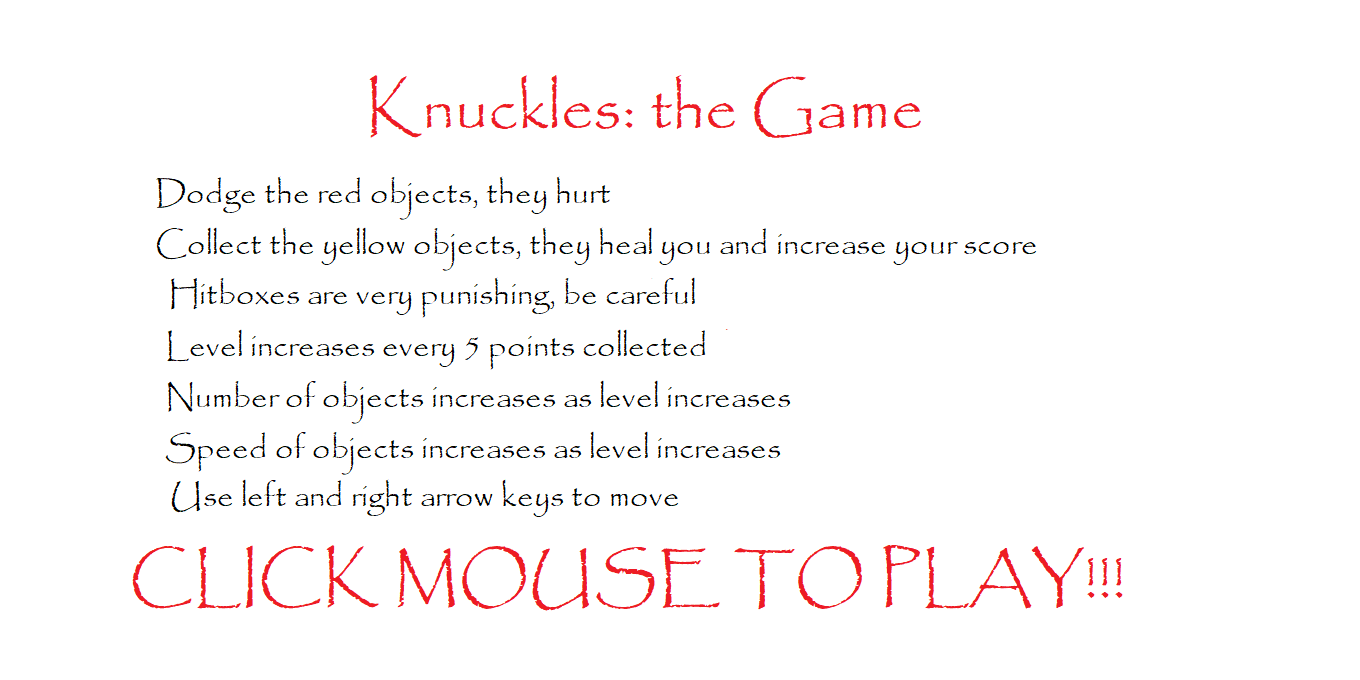 Knuckles: the Game
Dodge the red objects, they hurt
Collect the yellow objects, they heal you and increase your score
Hitboxes are very punishing, be careful
Level increases every 5 points collected
Number of objects increases as level increases
Speed of objects increases as level increases
Use left and right arrow keys to move
CLICK MOUSE TO PLAY!!!